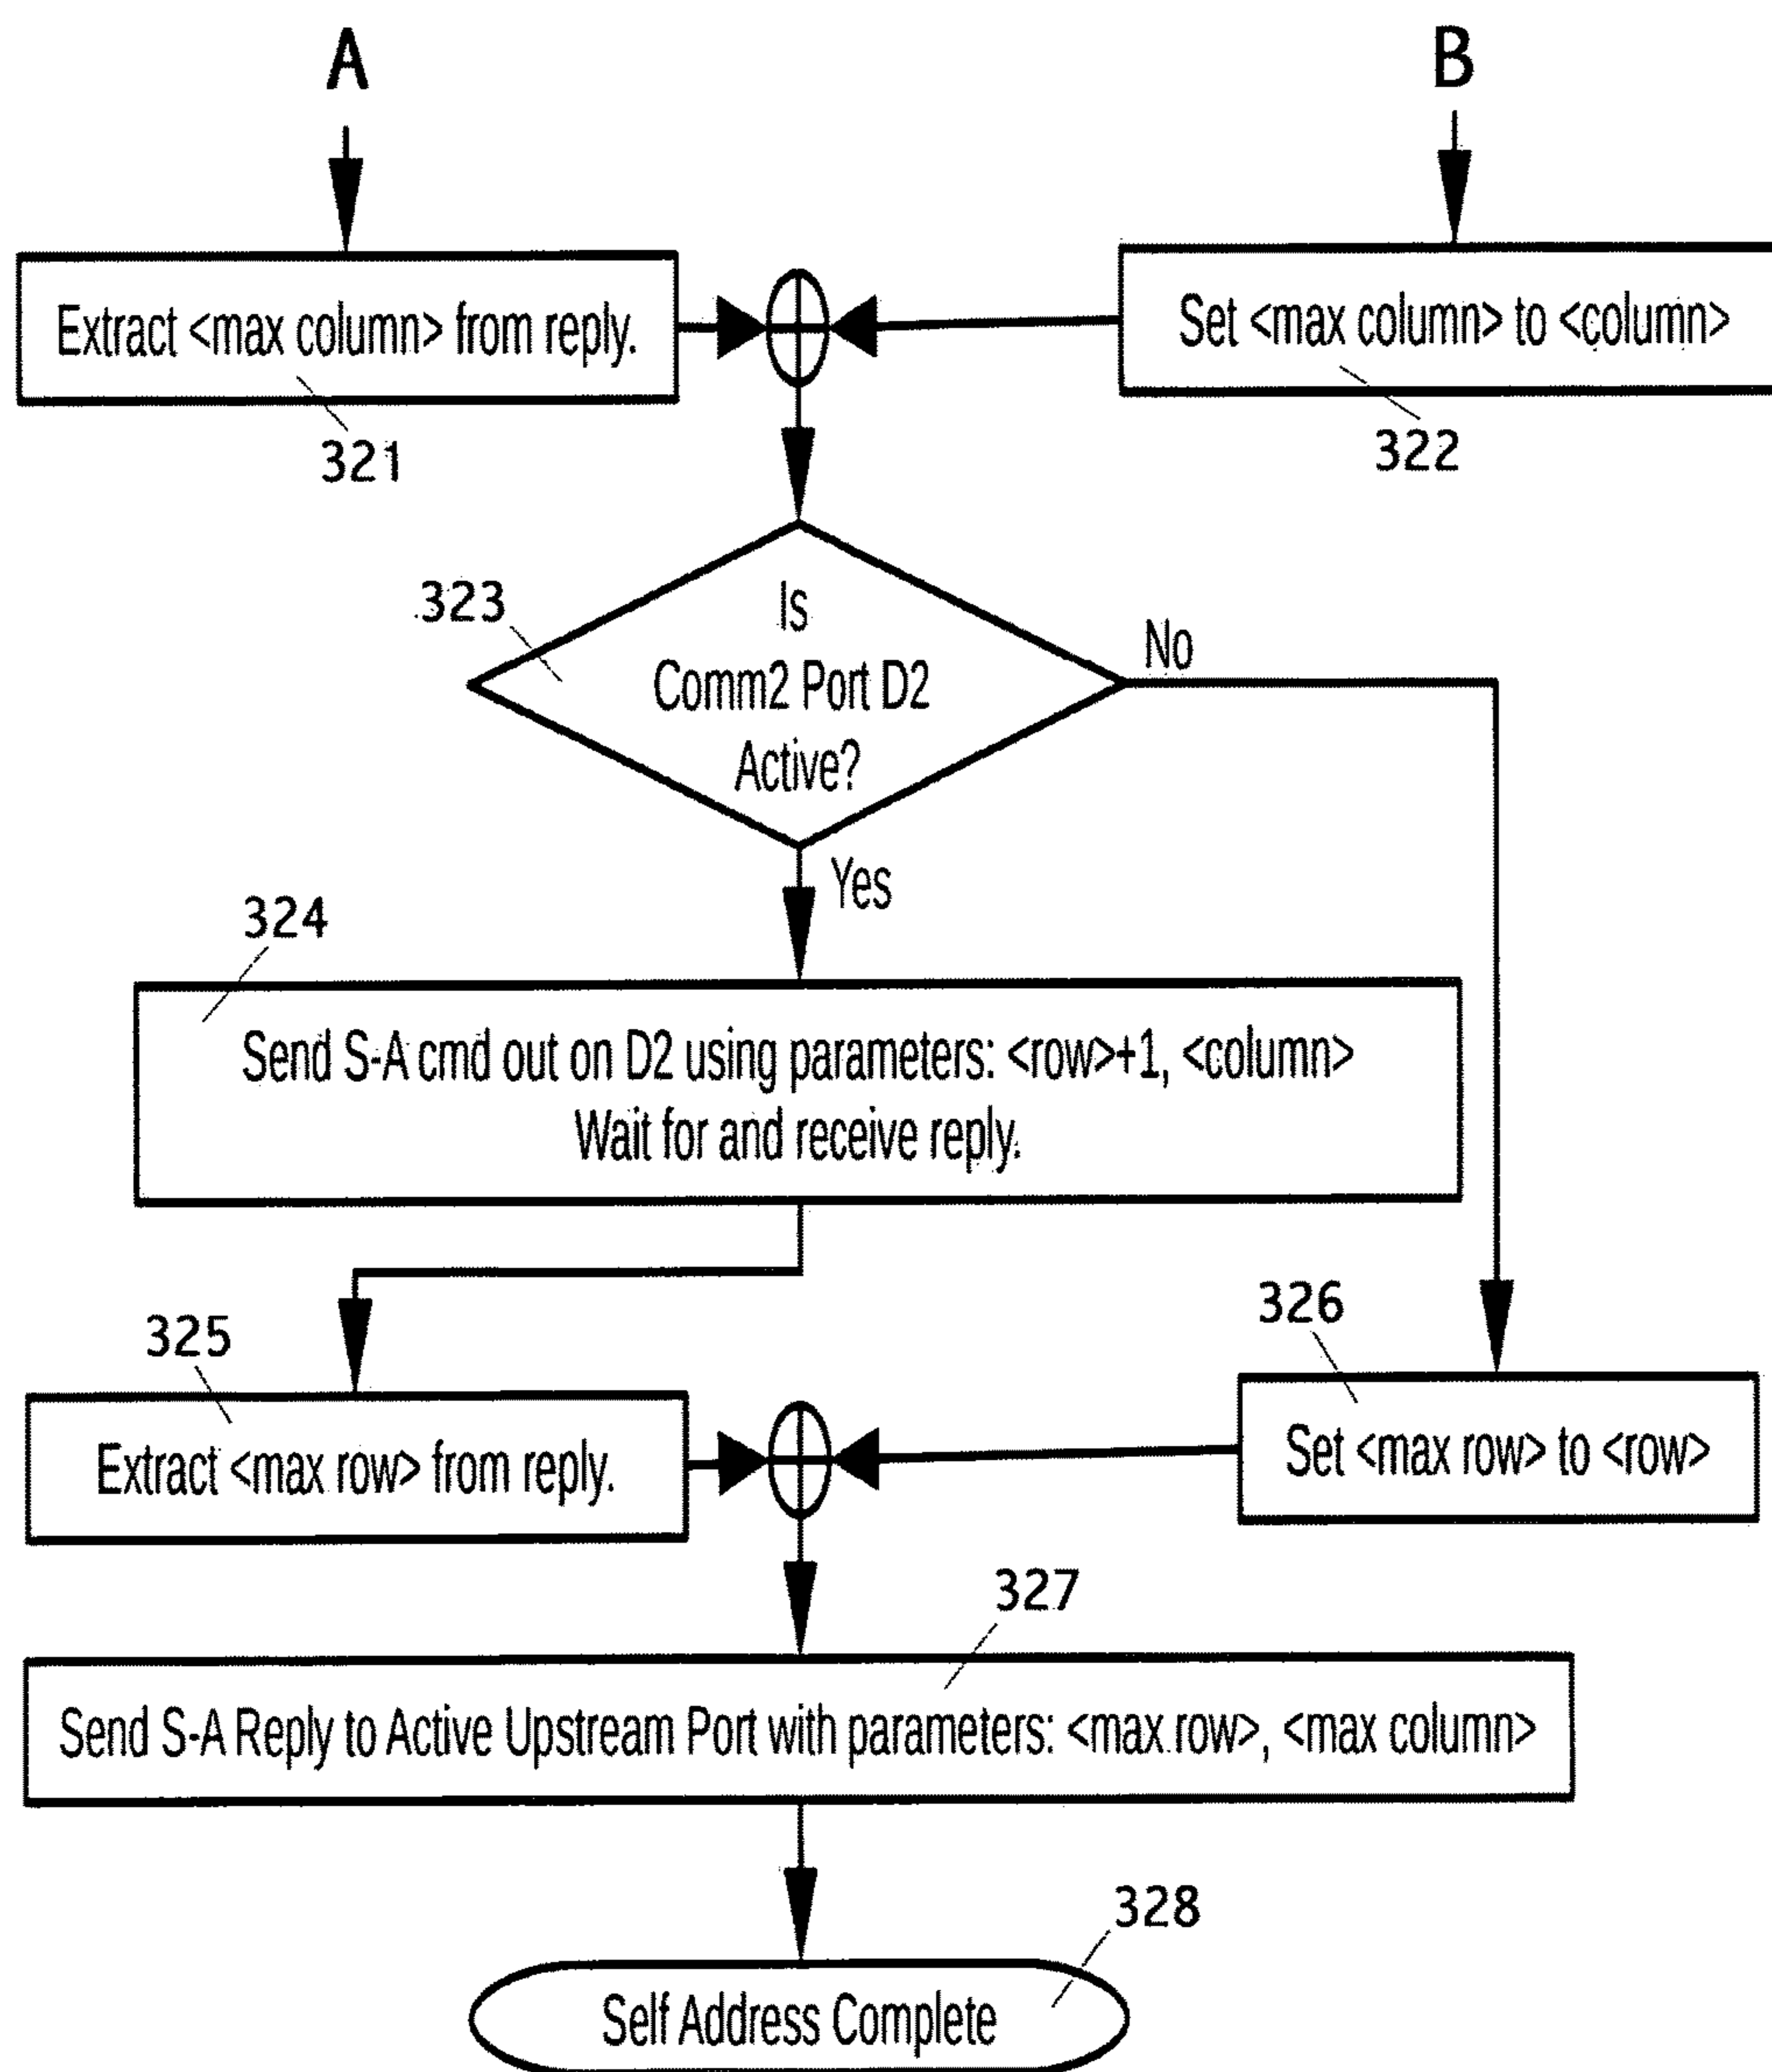 A
B
Extract <max column> from reply.
Set <max column> to <column>
321
322
323
Is
Comm2 Port D2
Active?
No
Yes
324
Send S-A cmd out on D2 using parameters: <row>+1, <column>
Wait for and receive reply.
325
326
Extract <max row> from reply.
Set <max row> to <row>
327
Send S-A Reply to Active Upstream Port with parameters: <max row>, <max column>
328
Self Address Complete